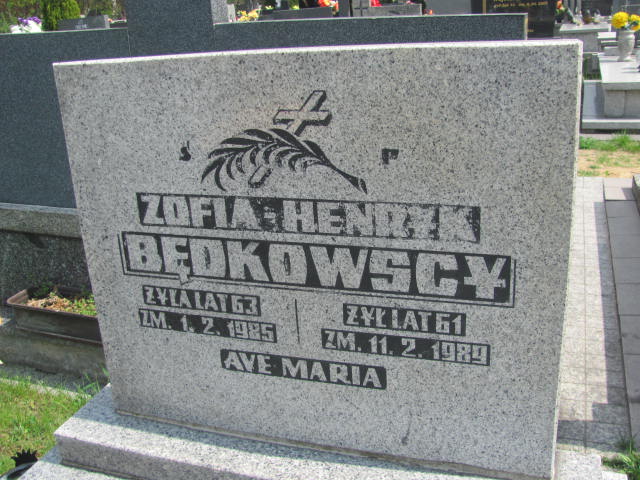 Ś P
ZOFIA - HENRYK
BĘDKOWSCY
ŻYŁA LAT 63
ZM. 1. 2. 1985
ŻYŁ LAT 61
ZM. 11. 2. 1989
AVE MARIA